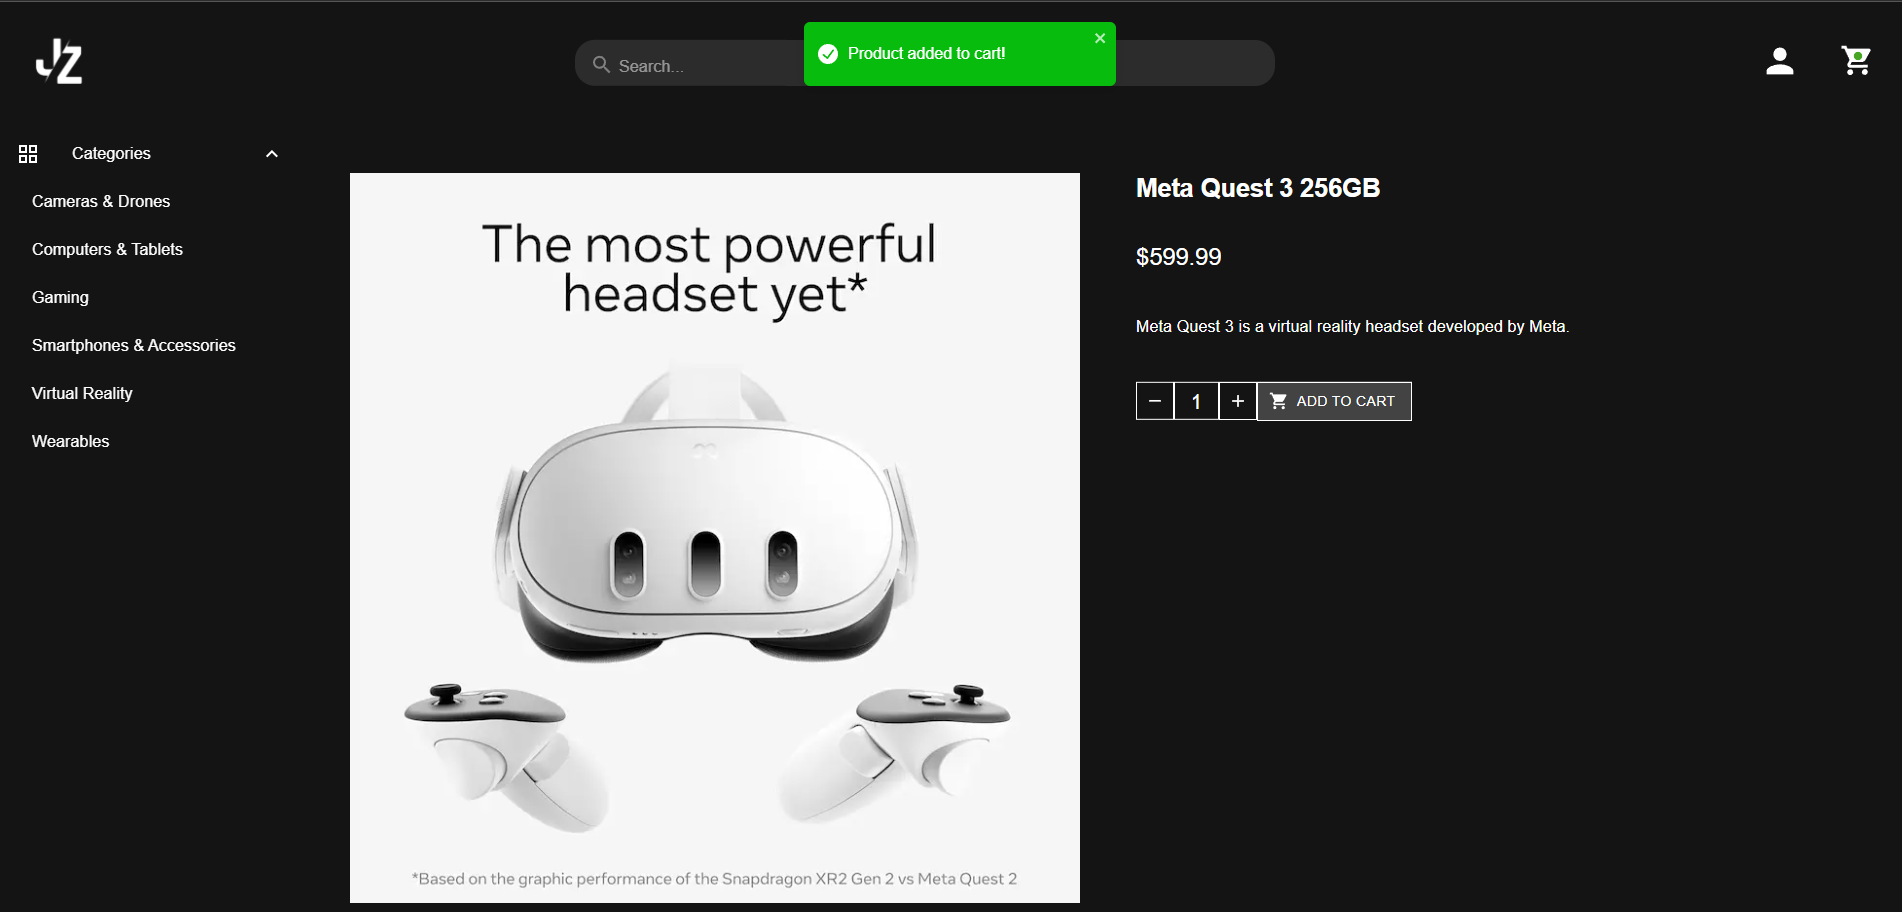 JZ
Search...
Product added to cart!
Categories
Cameras & Drones
Computers & Tablets
Gaming
Smartphones & Accessories
Virtual Reality
Wearables
The most powerful
headset yet*
*Based on the graphic performance of the Snapdragon XR2 Gen 2 vs Meta Quest 2
Meta Quest 3 256GB
$599.99
Meta Quest 3 is a virtual reality headset developed by Meta.
1
ADD TO CART